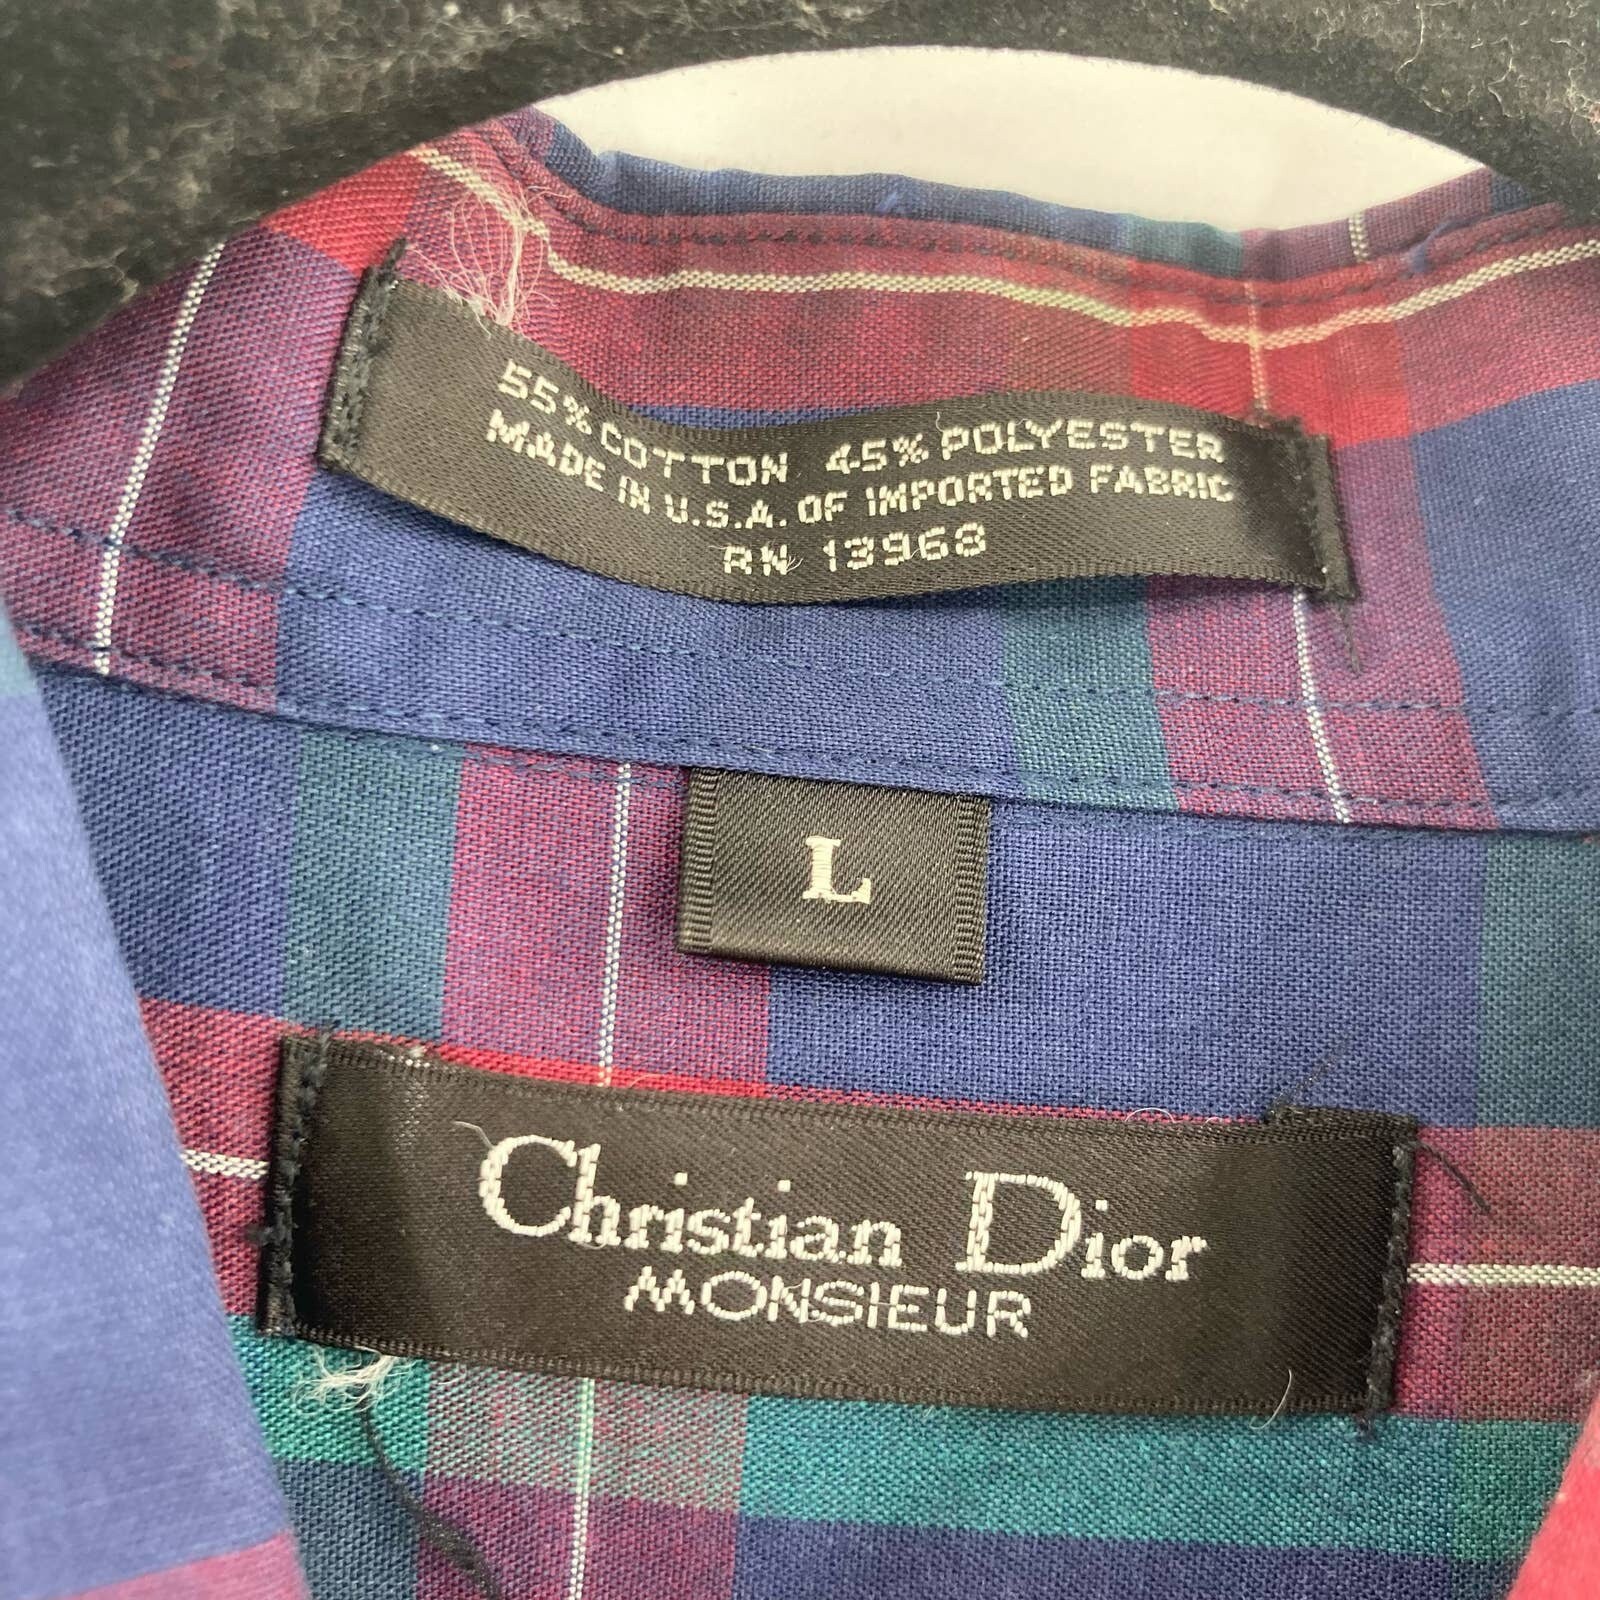 55% COTTON 45% POLYESTER
MADE IN U.S.A. OF IMPORTED FABRIC
RN 13968
L
Christian Dior
MONSIEUR